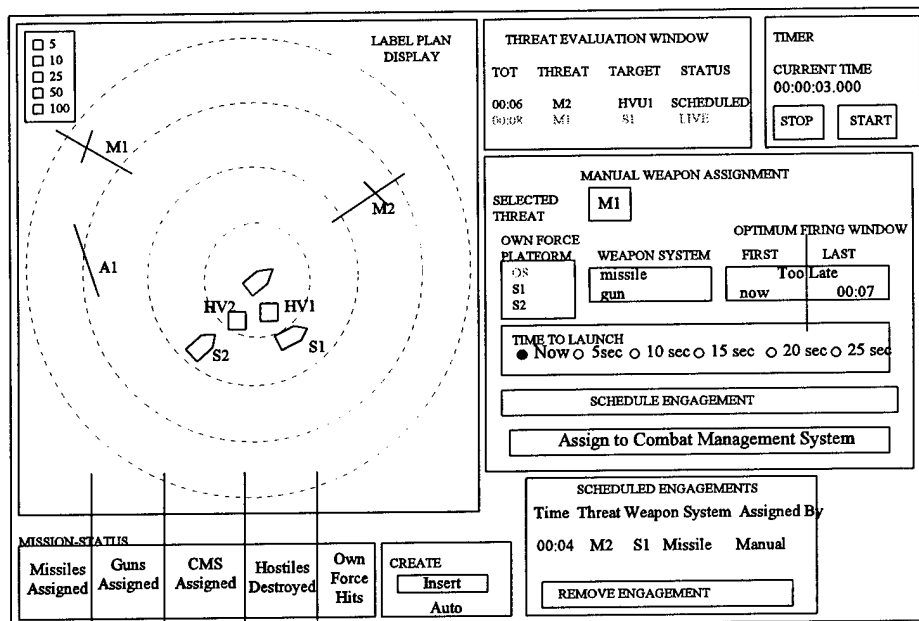 5
10
25
50
100
LABEL PLAN
DISPLAY
M1
M2
A1
HV2
HV1
S2
S1
THREAT EVALUATION WINDOW
TOT THREAT TARGET STATUS
00:06 M2 HVU1 SCHEDULED
00:08 M1 S1 LIVE
TIMER
CURRENT TIME
00:00:03.000
STOP START
MANUAL WEAPON ASSIGNMENT
SELECTED
THREAT
M1
OPTIMUM FIRING WINDOW
OWN FORCE
PLATFORM
WEAPON SYSTEM
FIRST LAST
OS
S1
S2
missile
gun
Too Late
now 00:07
TIME TO LAUNCH
Now 5sec 10 sec 15 sec 20 sec 25 sec
SCHEDULE ENGAGEMENT
Assign to Combat Management System
SCHEDULED ENGAGEMENTS
Time Threat Weapon System Assigned By
00:04 M2 S1 Missile Manual
REMOVE ENGAGEMENT
MISSION-STATUS
Missiles
Assigned
Guns
Assigned
CMS
Assigned
Hostiles
Destroyed
Own
Force
Hits
CREATE
Insert
Auto